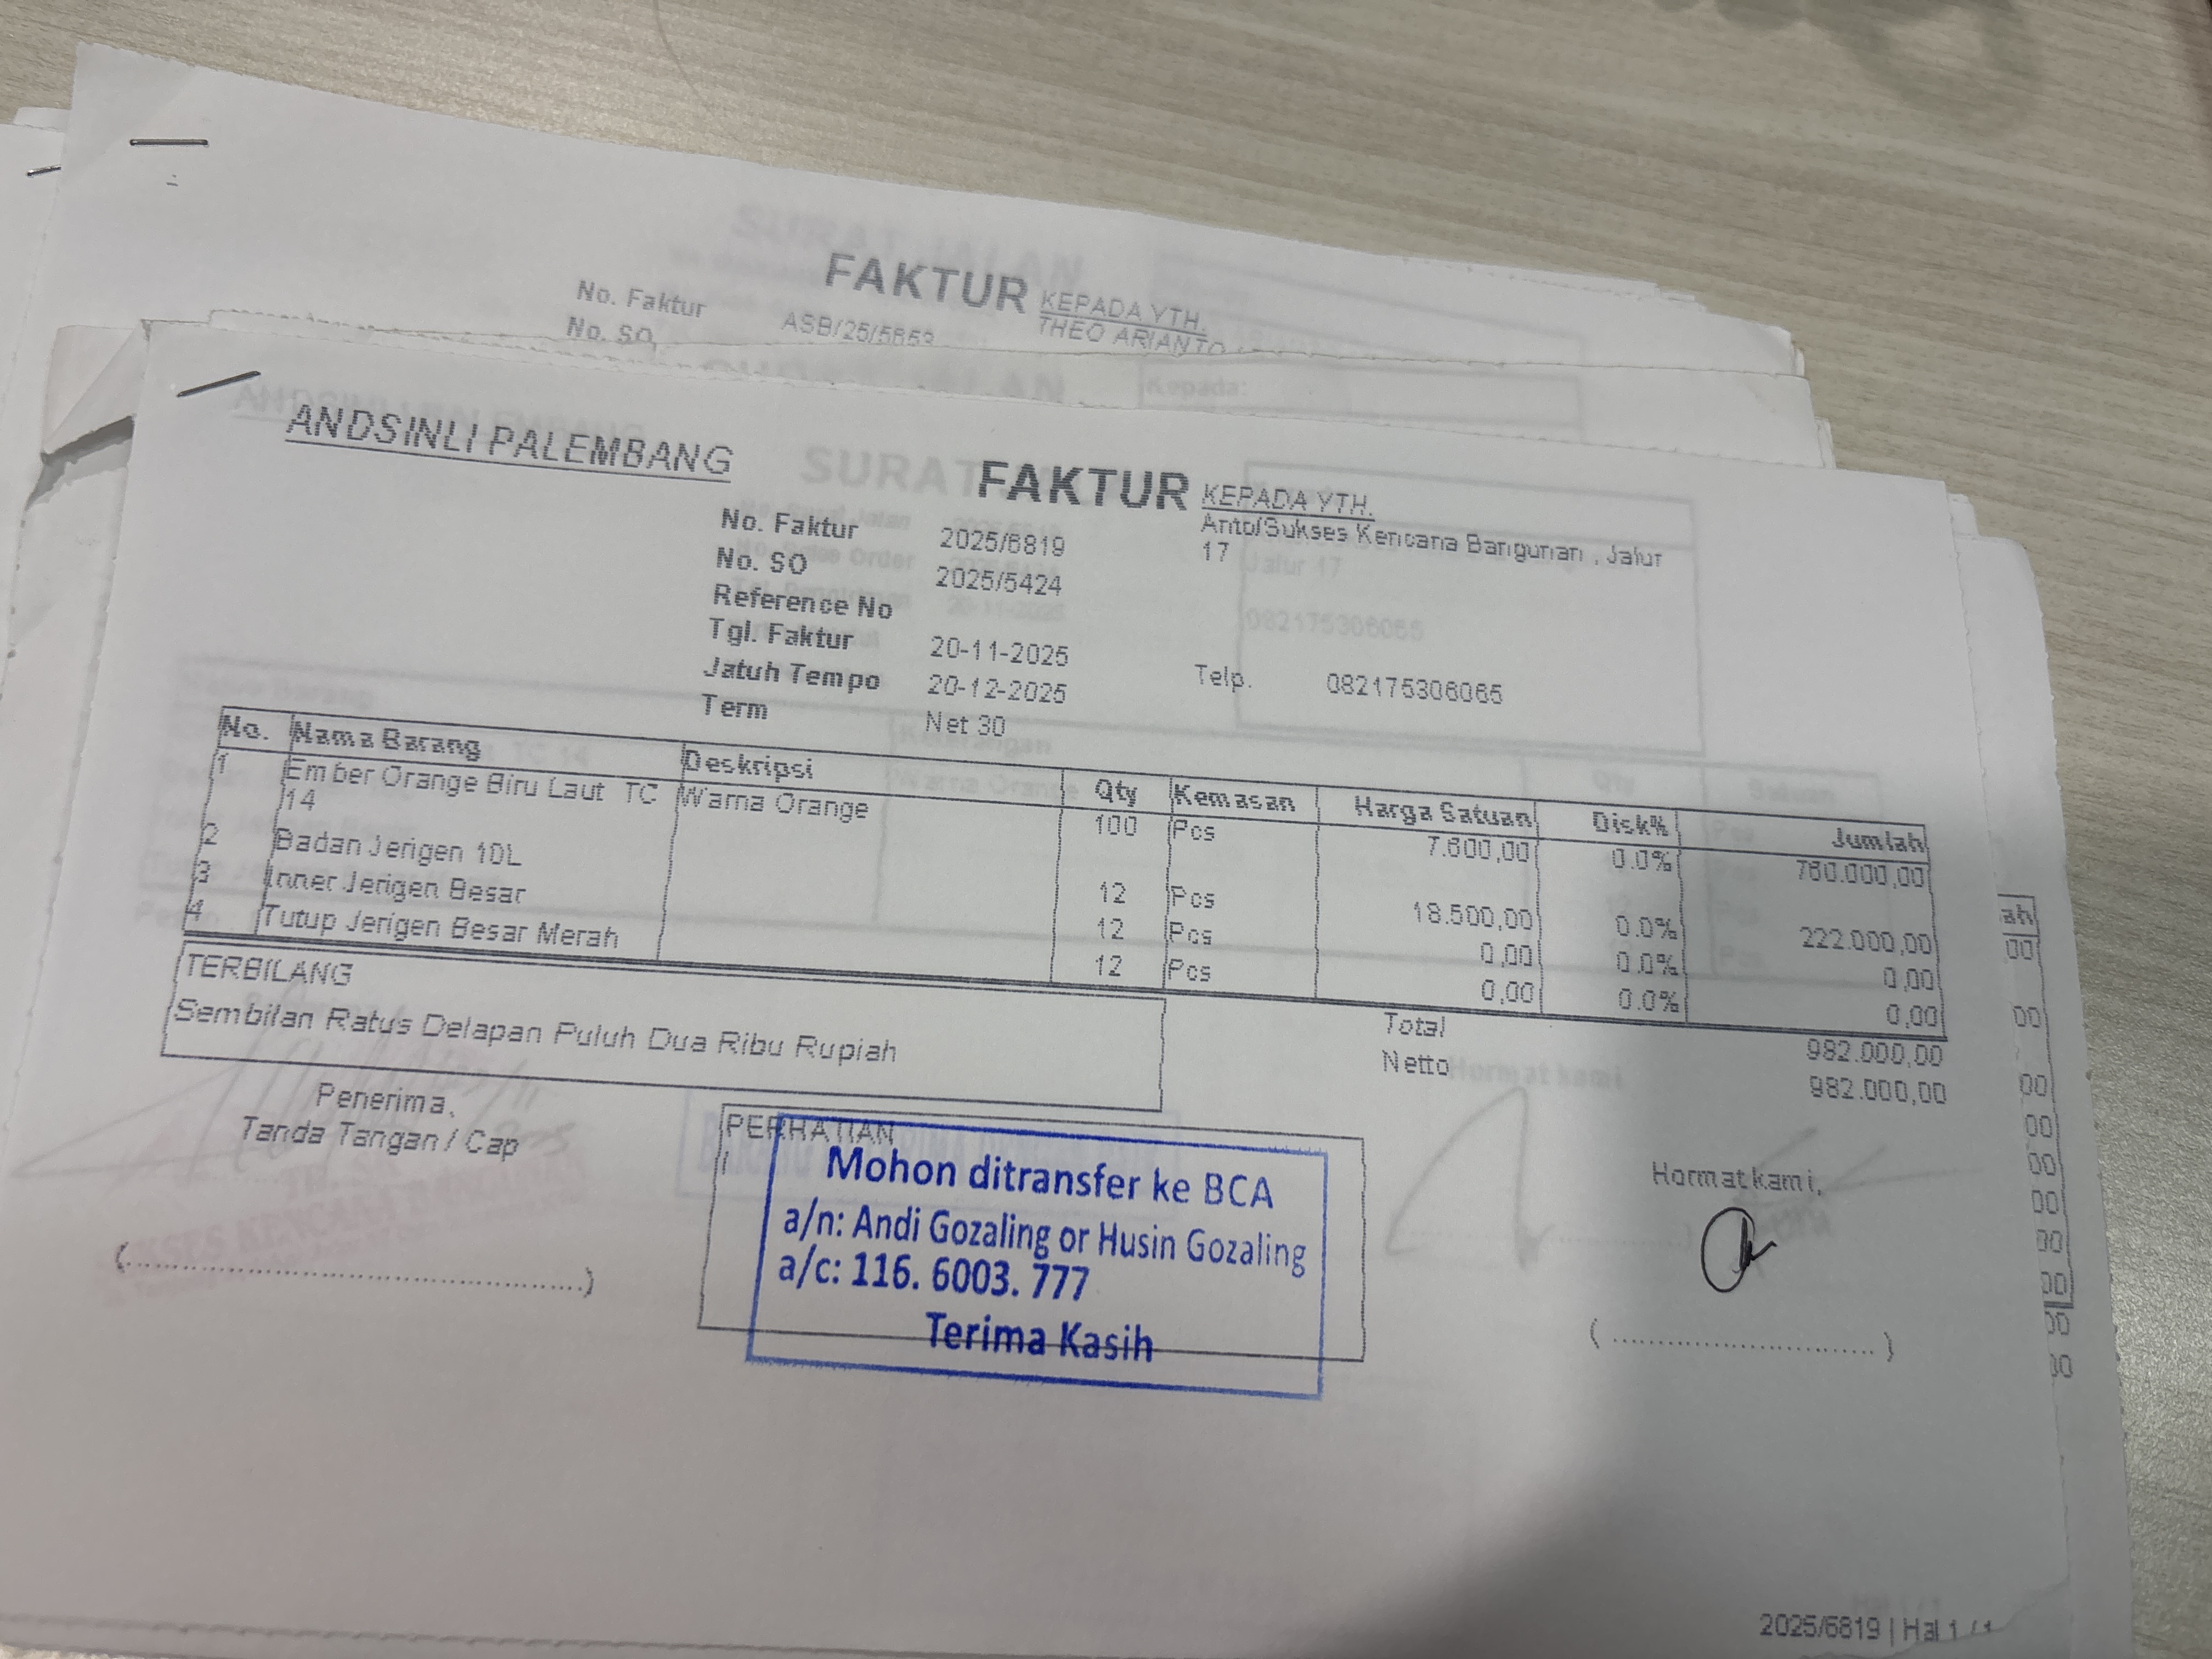 FAKTUR
No. Faktur ASB/25/5853
KEPADA YTH.
No. SO
THEO ARIANTO
Kepada:
ANDSINLI PALEMBANG
FAKTUR
KEPADA YTH.
Anto/Sukses Kencana Bangunan , Jalur
17
No. Faktur 2025/6819
No. SO 2025/5424
Reference No
Tgl. Faktur 20-11-2025
Jatuh Tempo 20-12-2025
Term Net 30
Telp. 082175306065
No. Nama Barang Deskripsi Qty Kemasan Harga Satuan Disk% Jumlah
1 Ember Orange Biru Laut TC Warna Orange 100 Pcs 7.600,00 0.0% 760.000,00
14
2 Badan Jerigen 10L 12 Pcs 18.500,00 0.0% 222.000,00
3 Inner Jerigen Besar 12 Pcs 0,00 0.0% 0,00
4 Tutup Jerigen Besar Merah 12 Pcs 0,00 0.0% 0,00
TERBILANG
Sembilan Ratus Delapan Puluh Dua Ribu Rupiah
Total 982.000,00
Netto 982.000,00
Penerima,
Tanda Tangan / Cap
PERHATIAN
Mohon ditransfer ke BCA
a/n: Andi Gozaling or Husin Gozaling
a/c: 116. 6003. 777
Terima Kasih
Hormat kami,
2025/6819 | Hal 1 / 1